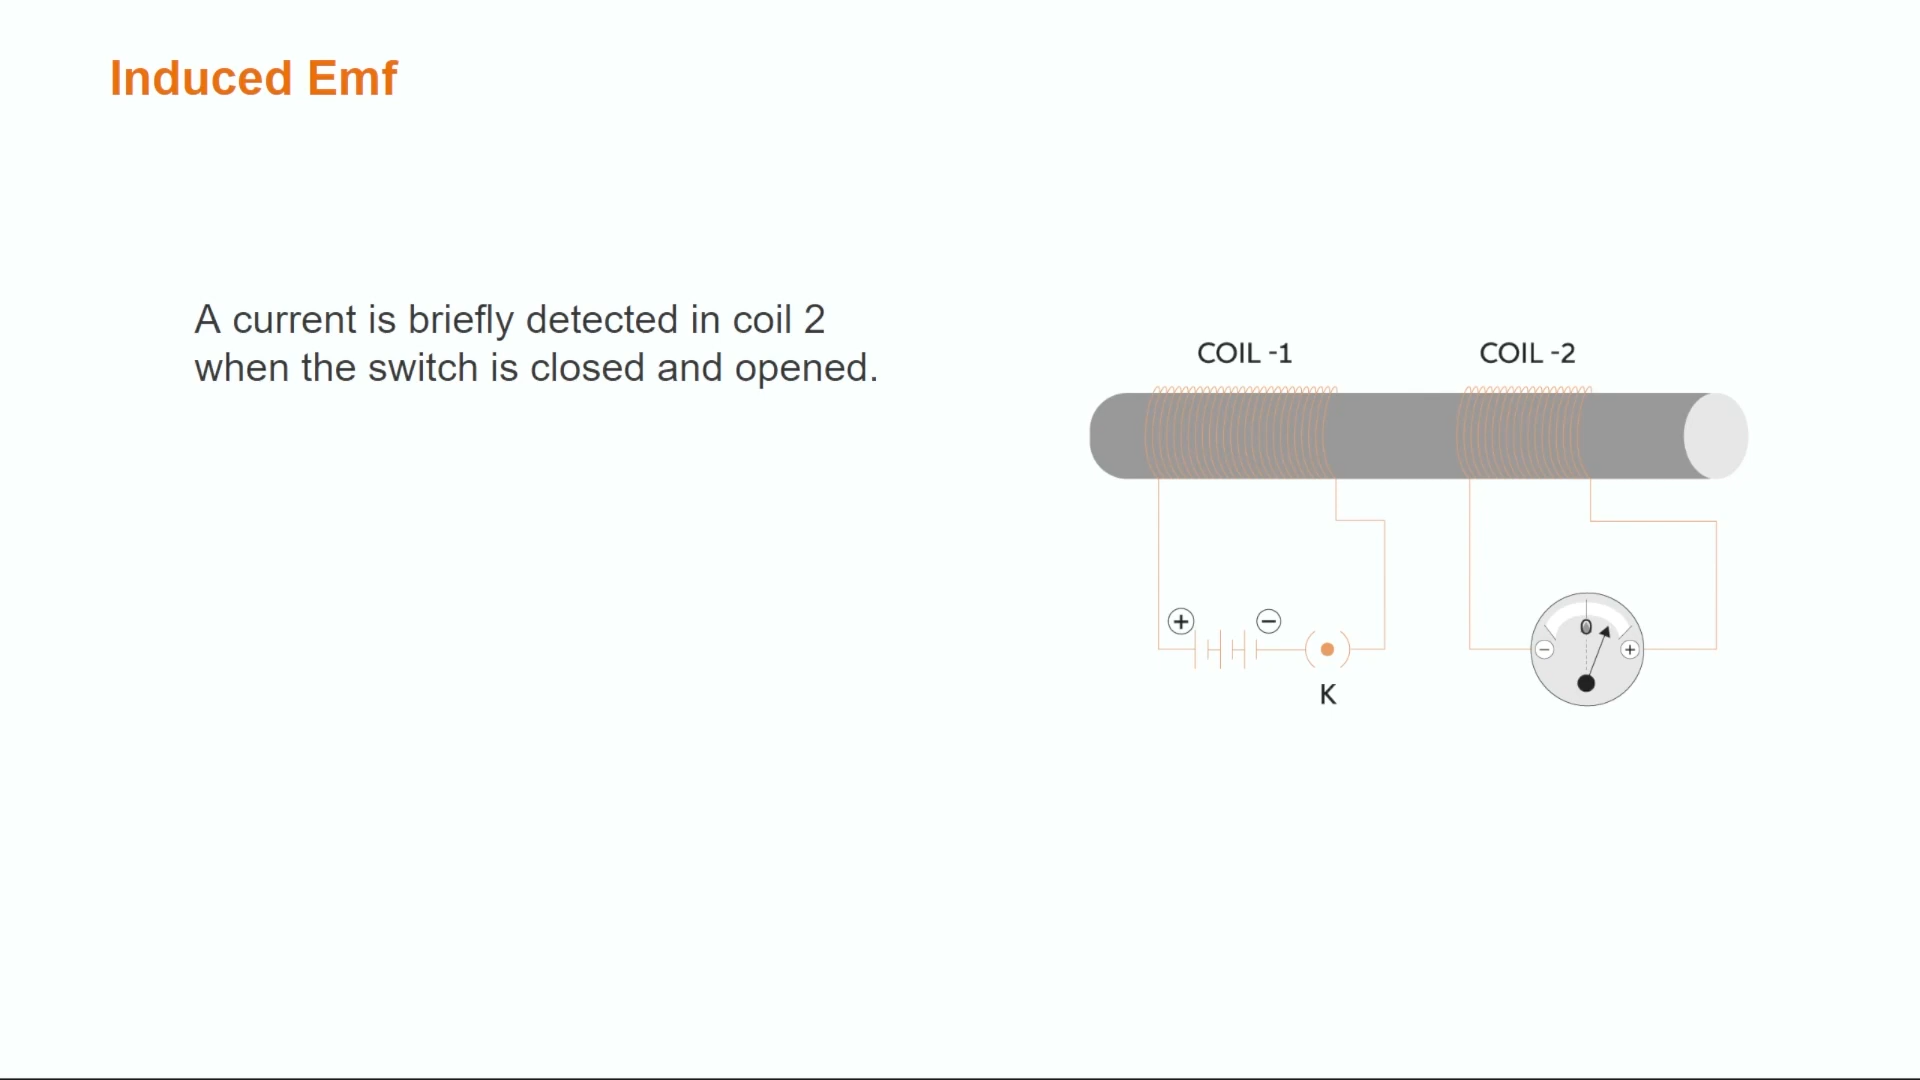 Induced Emf
A current is briefly detected in coil 2
when the switch is closed and opened.
COIL -1
COIL -2
+
−
K
0
−
+